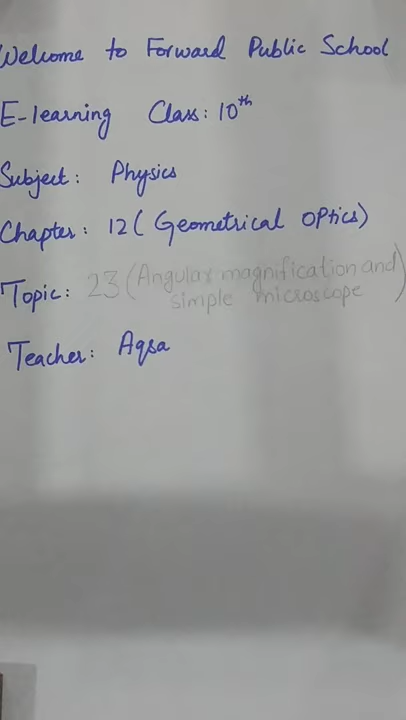 Welcome to Forward Public School
E-learning Class: 10th
Subject: Physics
Chapter: 12 (Geometrical Optics)
Topic: 23 (Angular magnification and
simple microscope)
Teacher: Aqsa